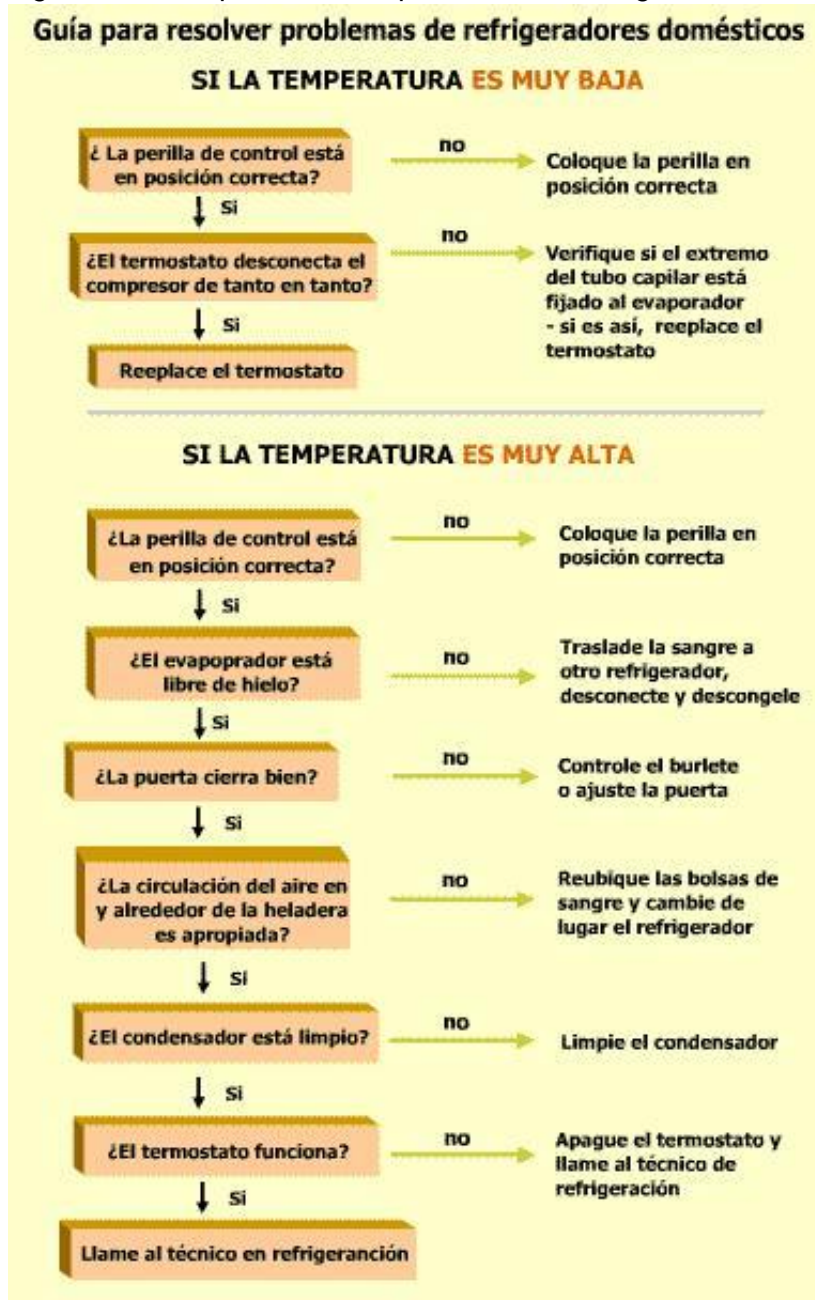 Guía para resolver problemas de refrigeradores domésticos
SI LA TEMPERATURA ES MUY BAJA
¿ La perilla de control está
en posición correcta?
no
Coloque la perilla en
posición correcta
Si
¿El termostato desconecta el
compresor de tanto en tanto?
no
Verifique si el extremo
del tubo capilar está
fijado al evaporador
- si es así, reeplace el
termostato
Si
Reeplace el termostato
SI LA TEMPERATURA ES MUY ALTA
¿La perilla de control está
en posición correcta?
no
Coloque la perilla en
posición correcta
Si
¿El evapoprador está
libre de hielo?
no
Traslade la sangre a
otro refrigerador,
desconecte y descongele
Si
¿La puerta cierra bien?
no
Controle el burlete
o ajuste la puerta
Si
¿La circulación del aire en
y alrededor de la heladera
es apropiada?
no
Reubique las bolsas de
sangre y cambie de
lugar el refrigerador
Si
¿El condensador está limpio?
no
Limpie el condensador
Si
¿El termostato funciona?
no
Apague el termostato y
llame al técnico de
refrigeración
Si
Llame al técnico en refrigeranción